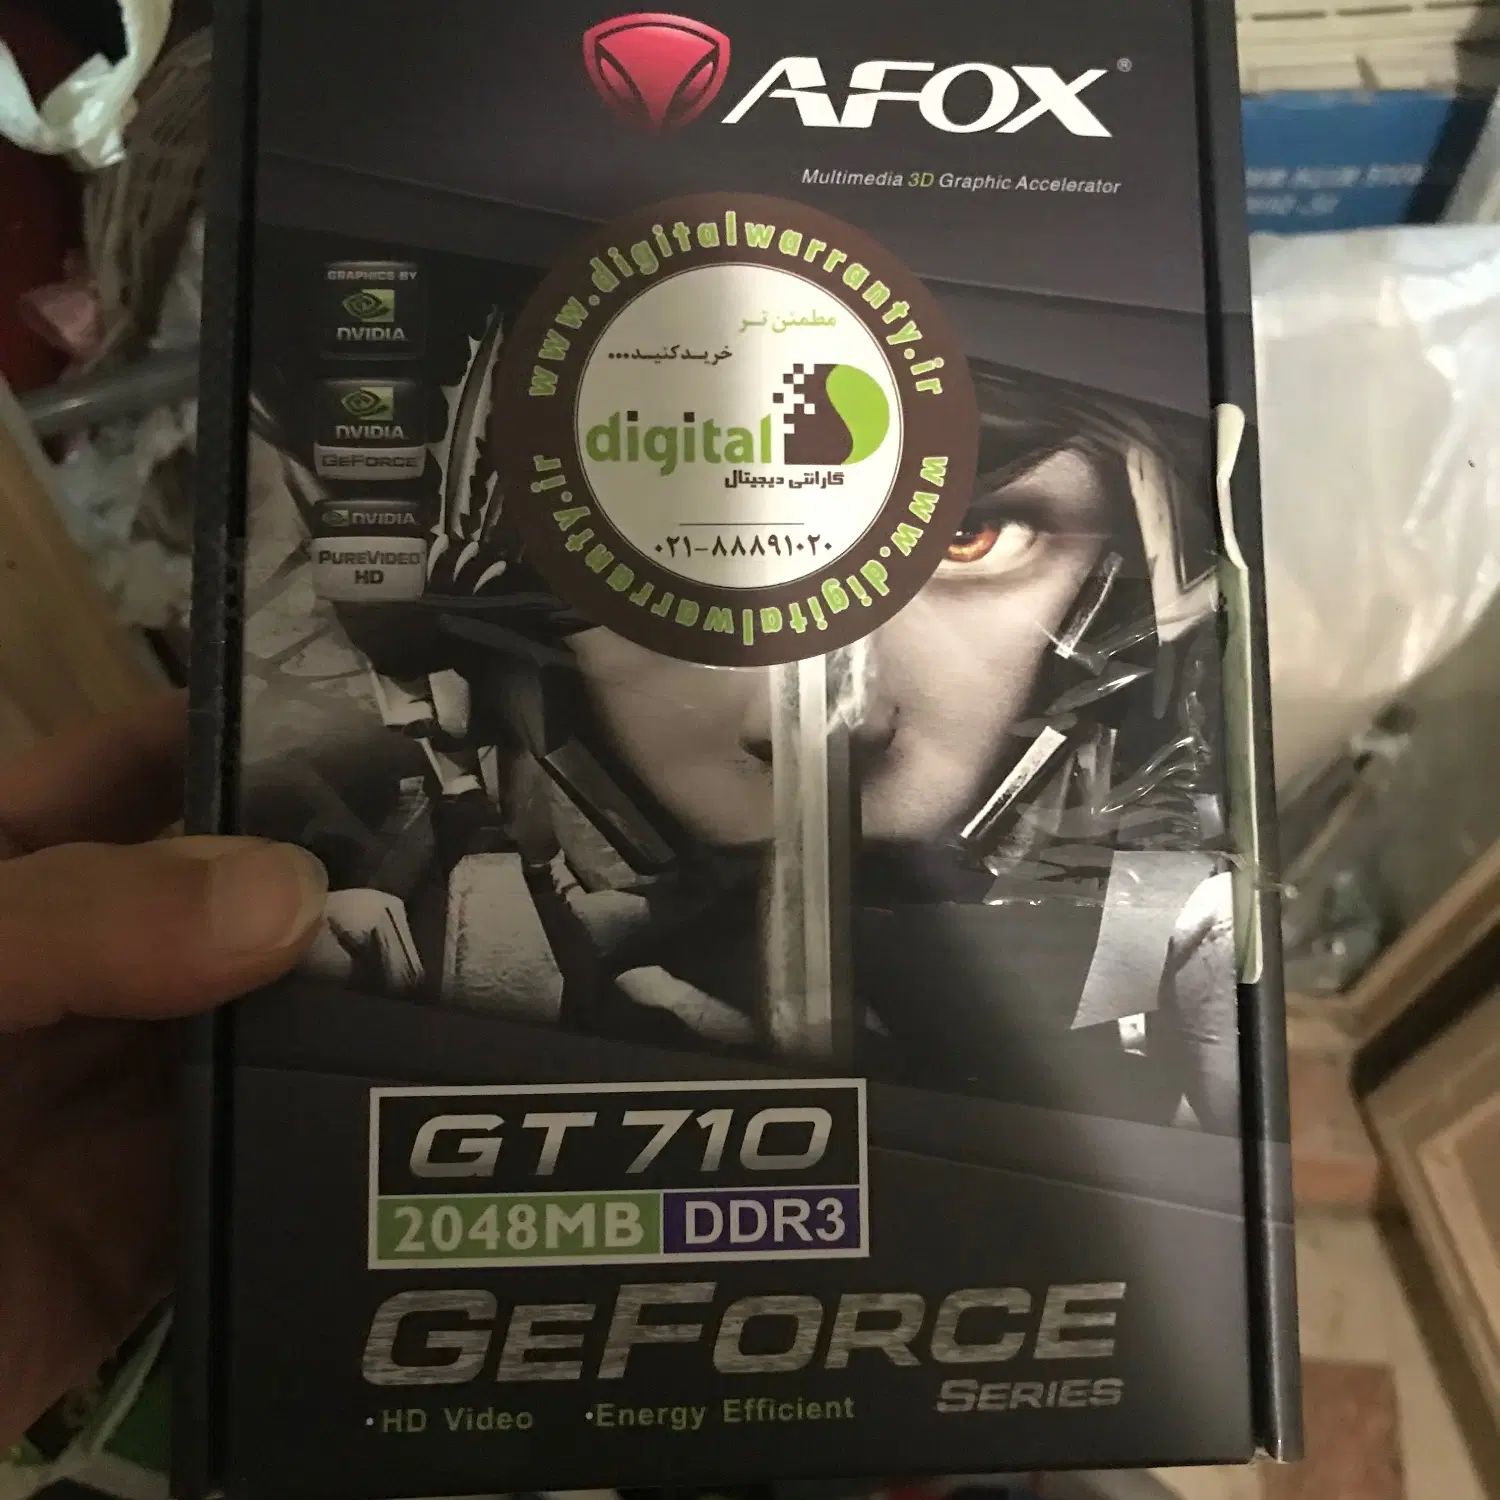 AFOX®
Multimedia 3D Graphic Accelerator
www.digitalwarranty.ir
www.digitalwarranty.ir
مطمئن تر
خرید کنید...
digital
گارانتی دیجیتال
۰۲۱-۸۸۸۹۱۰۲۰
GRAPHICS BY
NVIDIA
NVIDIA
GEFORCE
NVIDIA
PUREVIDEO
HD
GT 710
2048MB DDR3
GEFORCE
SERIES
•HD Video •Energy Efficient